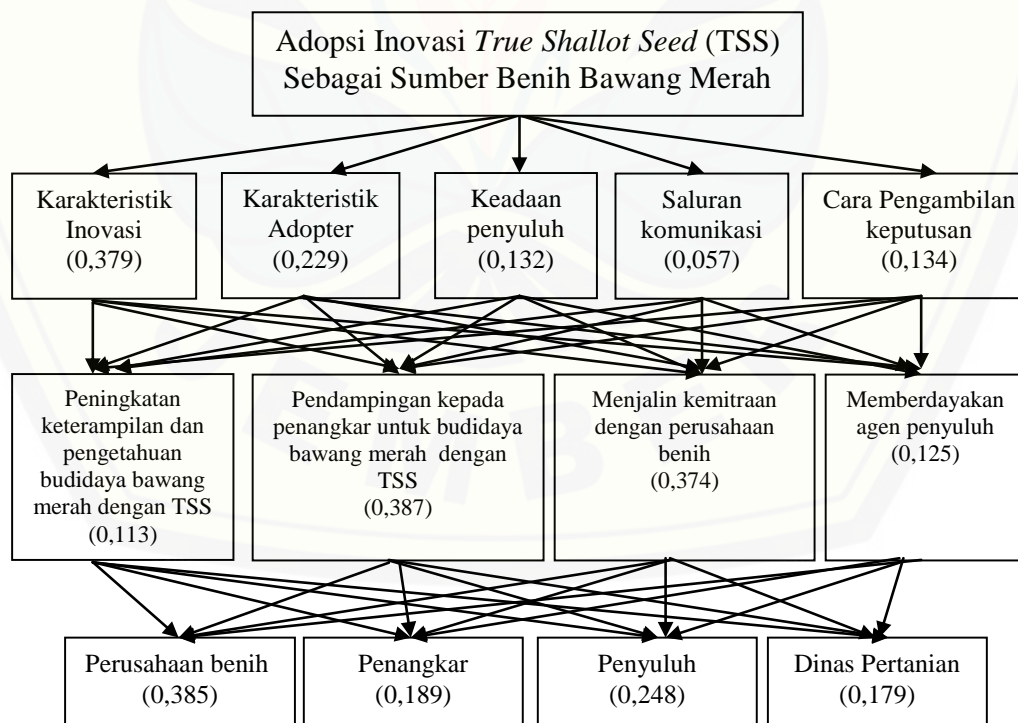 Adopsi Inovasi True Shallot Seed (TSS)
Sebagai Sumber Benih Bawang Merah
Karakteristik
Inovasi
(0,379)
Karakteristik
Adopter
(0,229)
Keadaan
penyuluh
(0,132)
Saluran
komunikasi
(0,057)
Cara Pengambilan
keputusan
(0,134)
Peningkatan
keterampilan dan
pengetahuan
budidaya bawang
merah dengan TSS
(0,113)
Pendampingan kepada
penangkar untuk budidaya
bawang merah dengan
TSS
(0,387)
Menjalin kemitraan
dengan perusahaan
benih
(0,374)
Memberdayakan
agen penyuluh
(0,125)
Perusahaan benih
(0,385)
Penangkar
(0,189)
Penyuluh
(0,248)
Dinas Pertanian
(0,179)